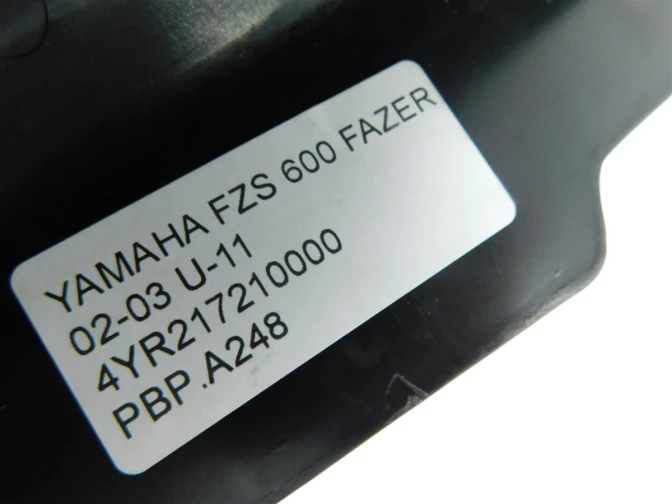 YAMAHA FZS 600 FAZER
02-03 U-11
4YR217210000
PBP.A248